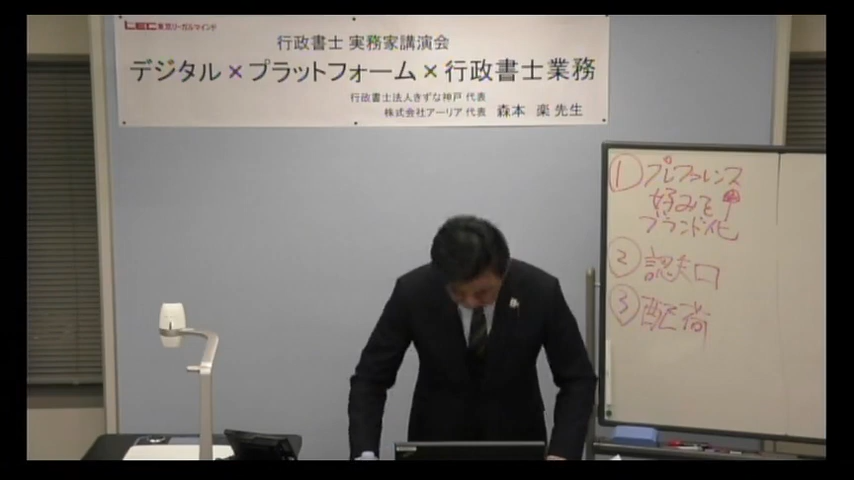 LEC東京リーガルマインド
行政書士 実務家講演会
デジタル×プラットフォーム×行政書士業務
行政書士法人きずな神戸 代表
株式会社アーリア 代表 森本 楽 先生
① プレファレンス
好みを
ブランド化
② 認知
③ 配荷